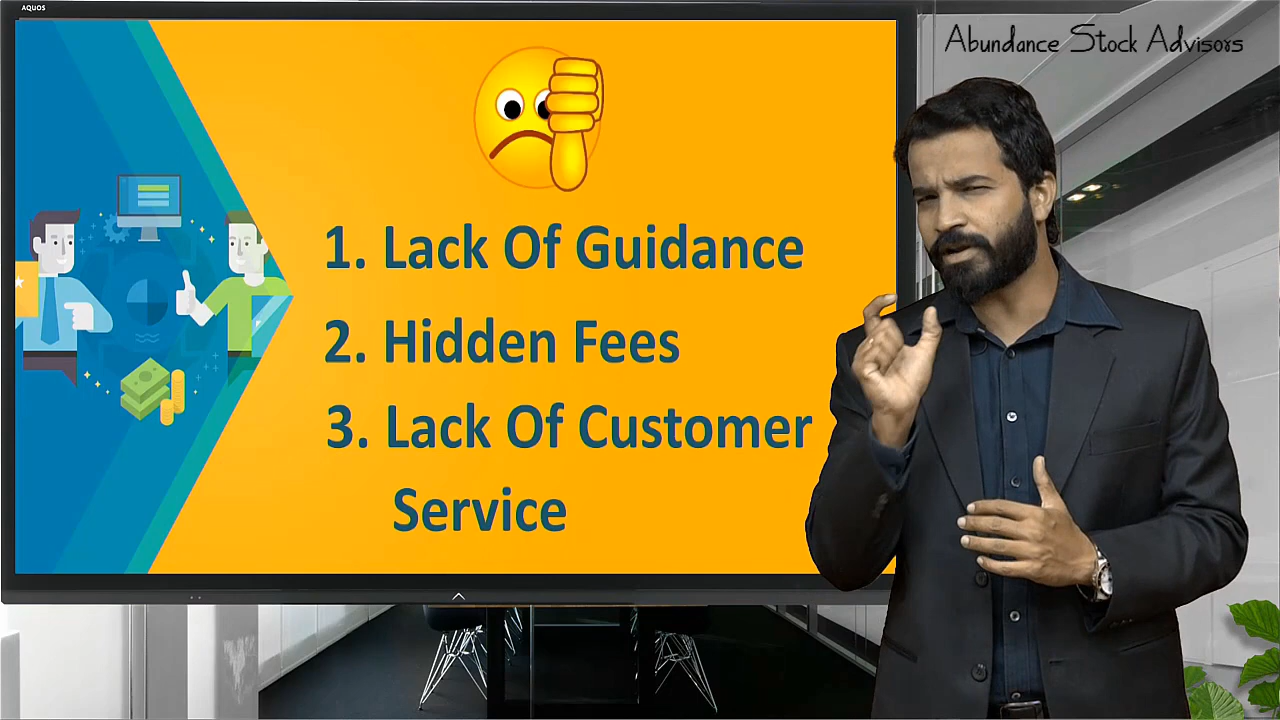 AQUOS
Abundance Stock Advisors
1. Lack Of Guidance
2. Hidden Fees
3. Lack Of Customer
Service